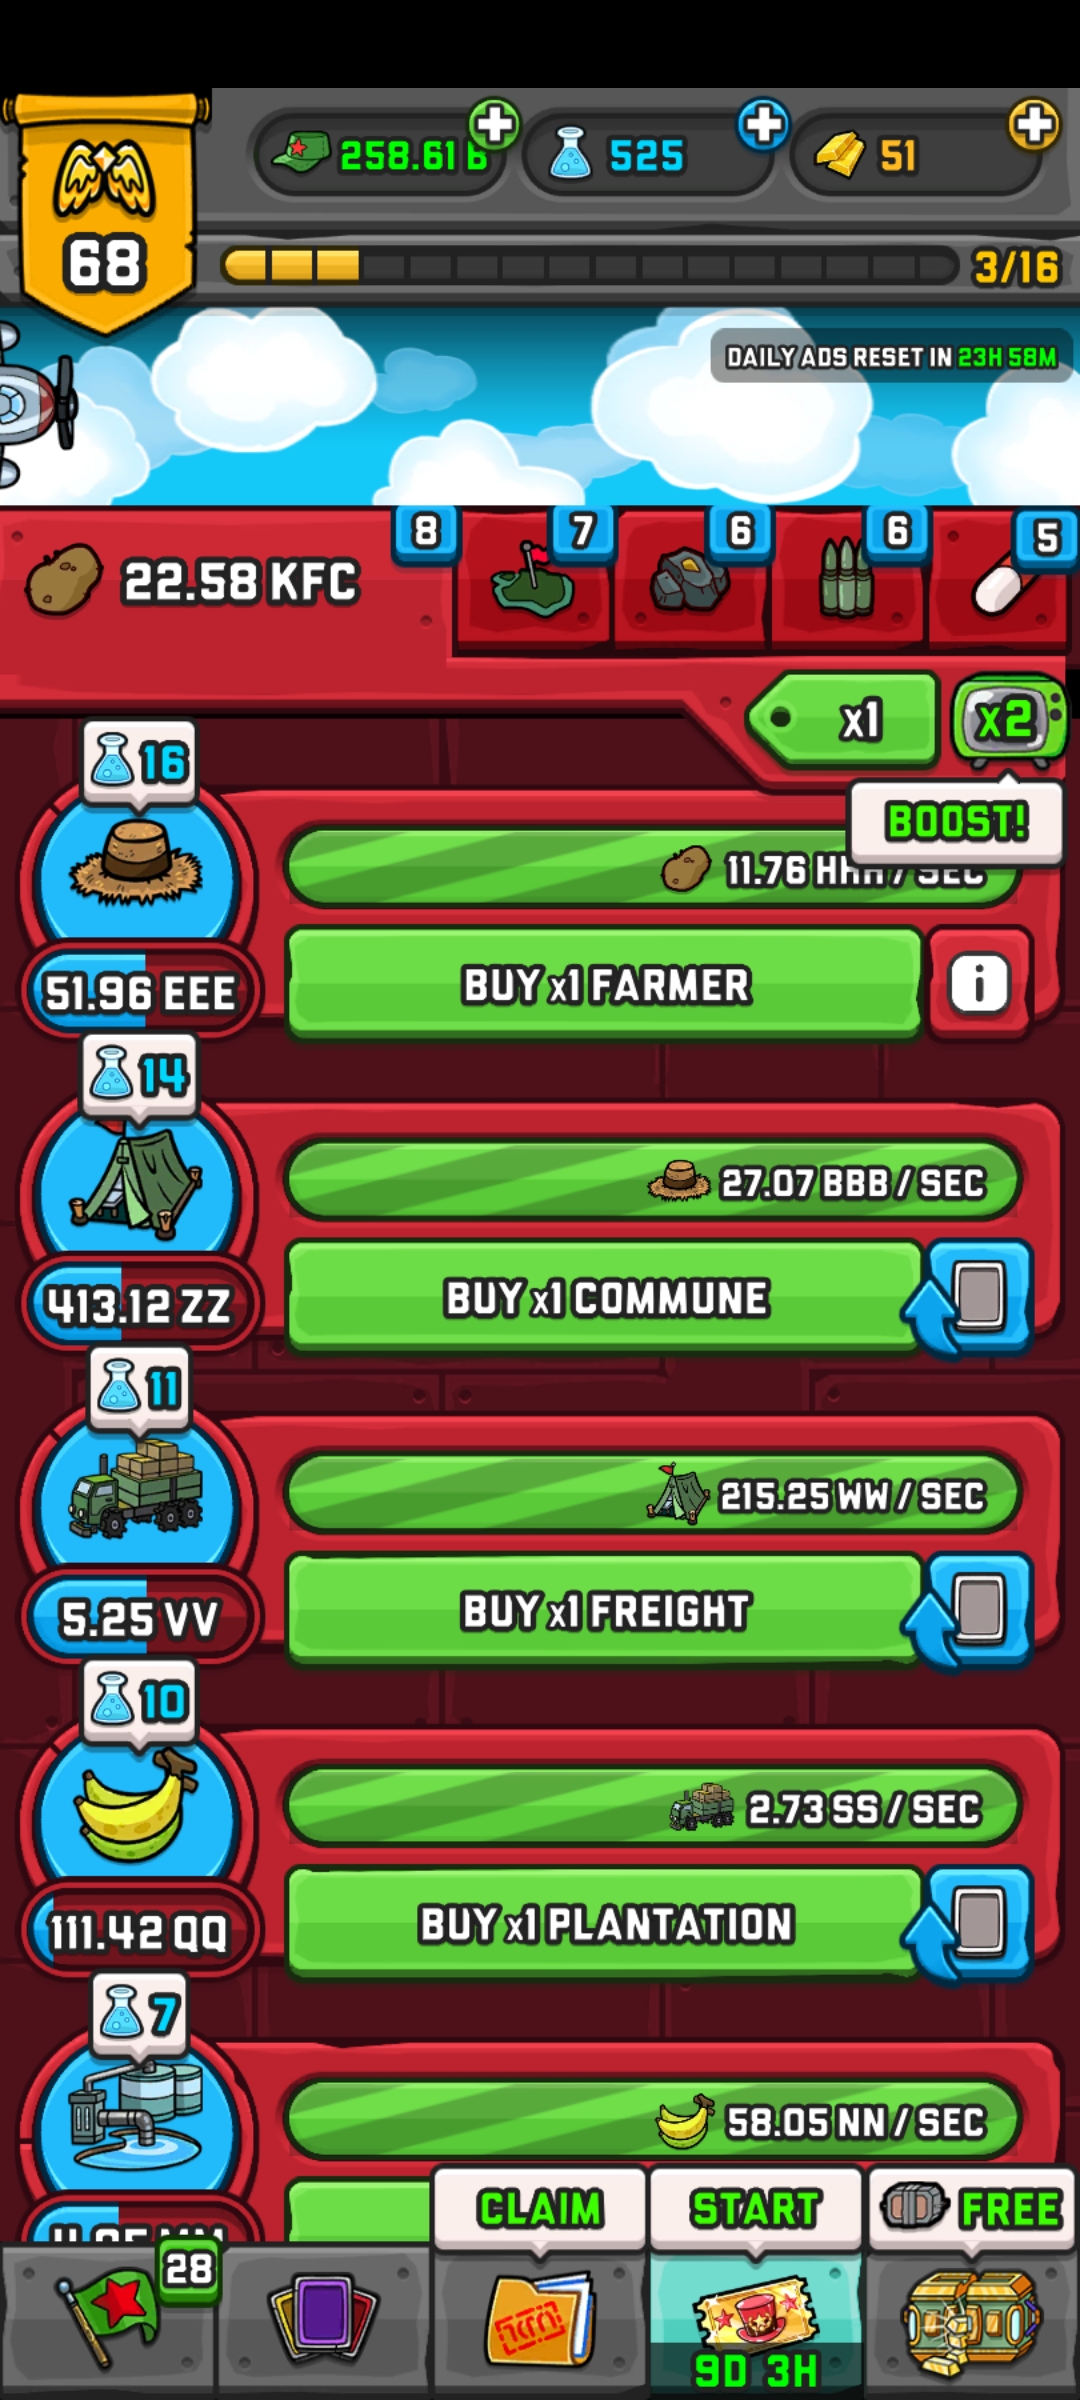 258.61 B
525
51
68
3/16
DAILY ADS RESET IN 23H 58M
22.58 KFC
8
7
6
6
5
x1
x2
BOOST!
16
11.76 HHH / SEC
51.96 EEE
BUY x1 FARMER
i
14
27.07 BBB / SEC
413.12 ZZ
BUY x1 COMMUNE
11
215.25 WW / SEC
5.25 VV
BUY x1 FREIGHT
10
2.73 SS / SEC
111.42 QQ
BUY x1 PLANTATION
7
58.05 NN / SEC
CLAIM
START
FREE
28
9D 3H